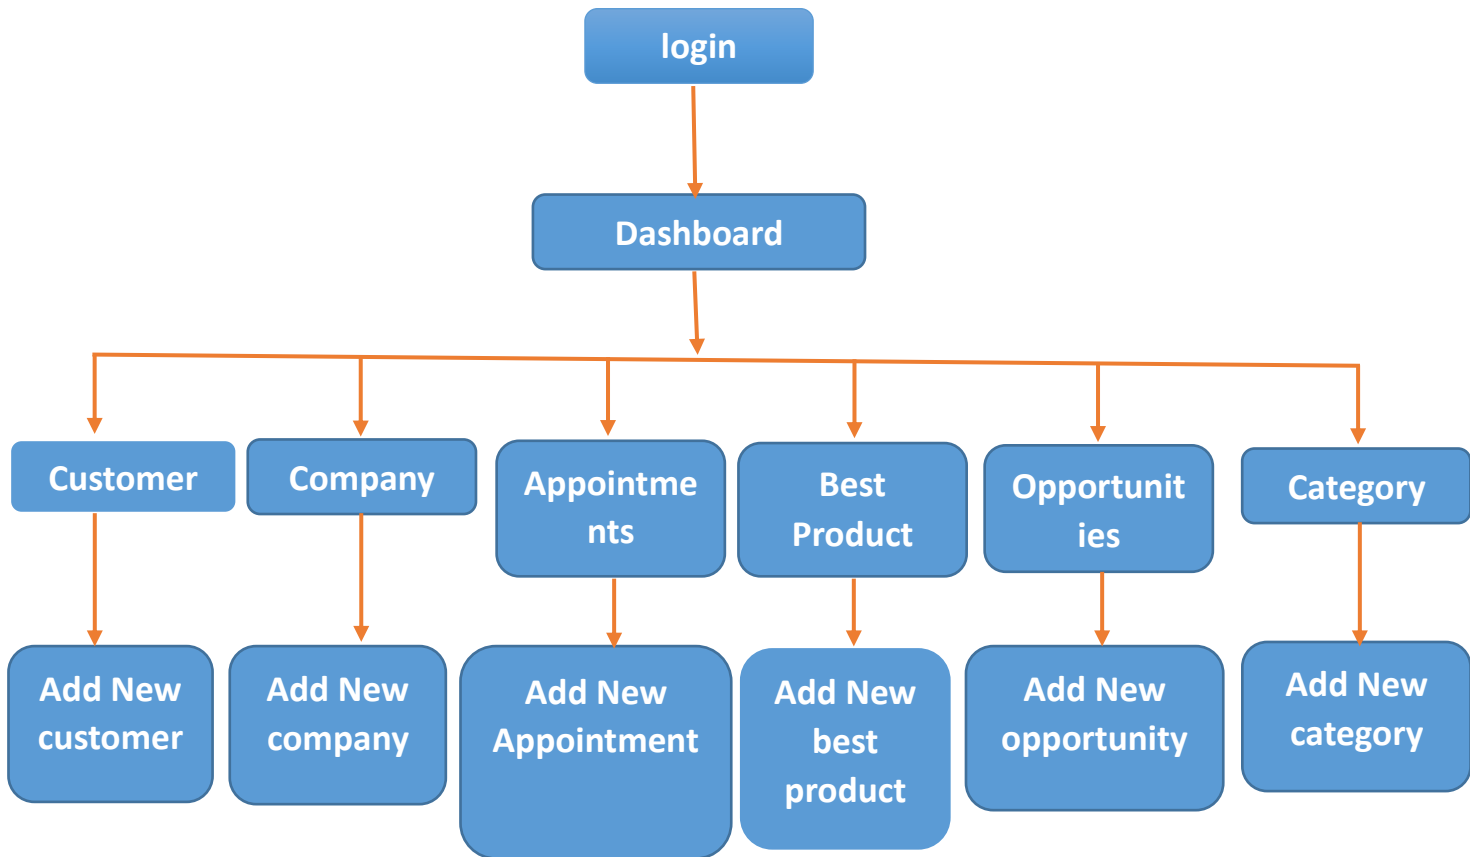 login
Dashboard
Customer
Company
Appointme
nts
Best
Product
Opportunit
ies
Category
Add New
customer
Add New
company
Add New
Appointment
Add New
best
product
Add New
opportunity
Add New
category